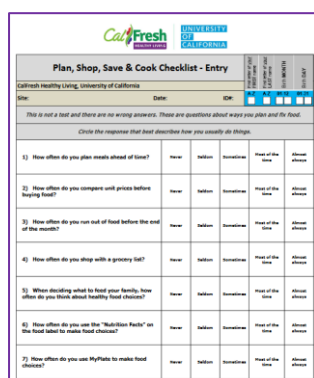 CalFresh
HEALTHY LIVING
UNIVERSITY
OF
CALIFORNIA
Plan, Shop, Save & Cook Checklist - Entry
CalFresh Healthy Living, University of California
Site: Date: ID#:
A-Z A-Z 01-12 01-31
This is not a test and there are no wrong answers. These are questions about ways you plan and fix food.
Circle the response that best describes how you usually do things.
1) How often do you plan meals ahead of time?
Never Seldom Sometimes Most of the time Almost always
2) How often do you compare unit prices before
buying food?
Never Seldom Sometimes Most of the time Almost always
3) How often do you run out of food before the end
of the month?
Never Seldom Sometimes Most of the time Almost always
4) How often do you shop with a grocery list?
Never Seldom Sometimes Most of the time Almost always
5) When deciding what to feed your family, how
often do you think about healthy food choices?
Never Seldom Sometimes Most of the time Almost always
6) How often do you use the "Nutrition Facts" on
the food label to make food choices?
Never Seldom Sometimes Most of the time Almost always
7) How often do you use MyPlate to make food
choices?
Never Seldom Sometimes Most of the time Almost always